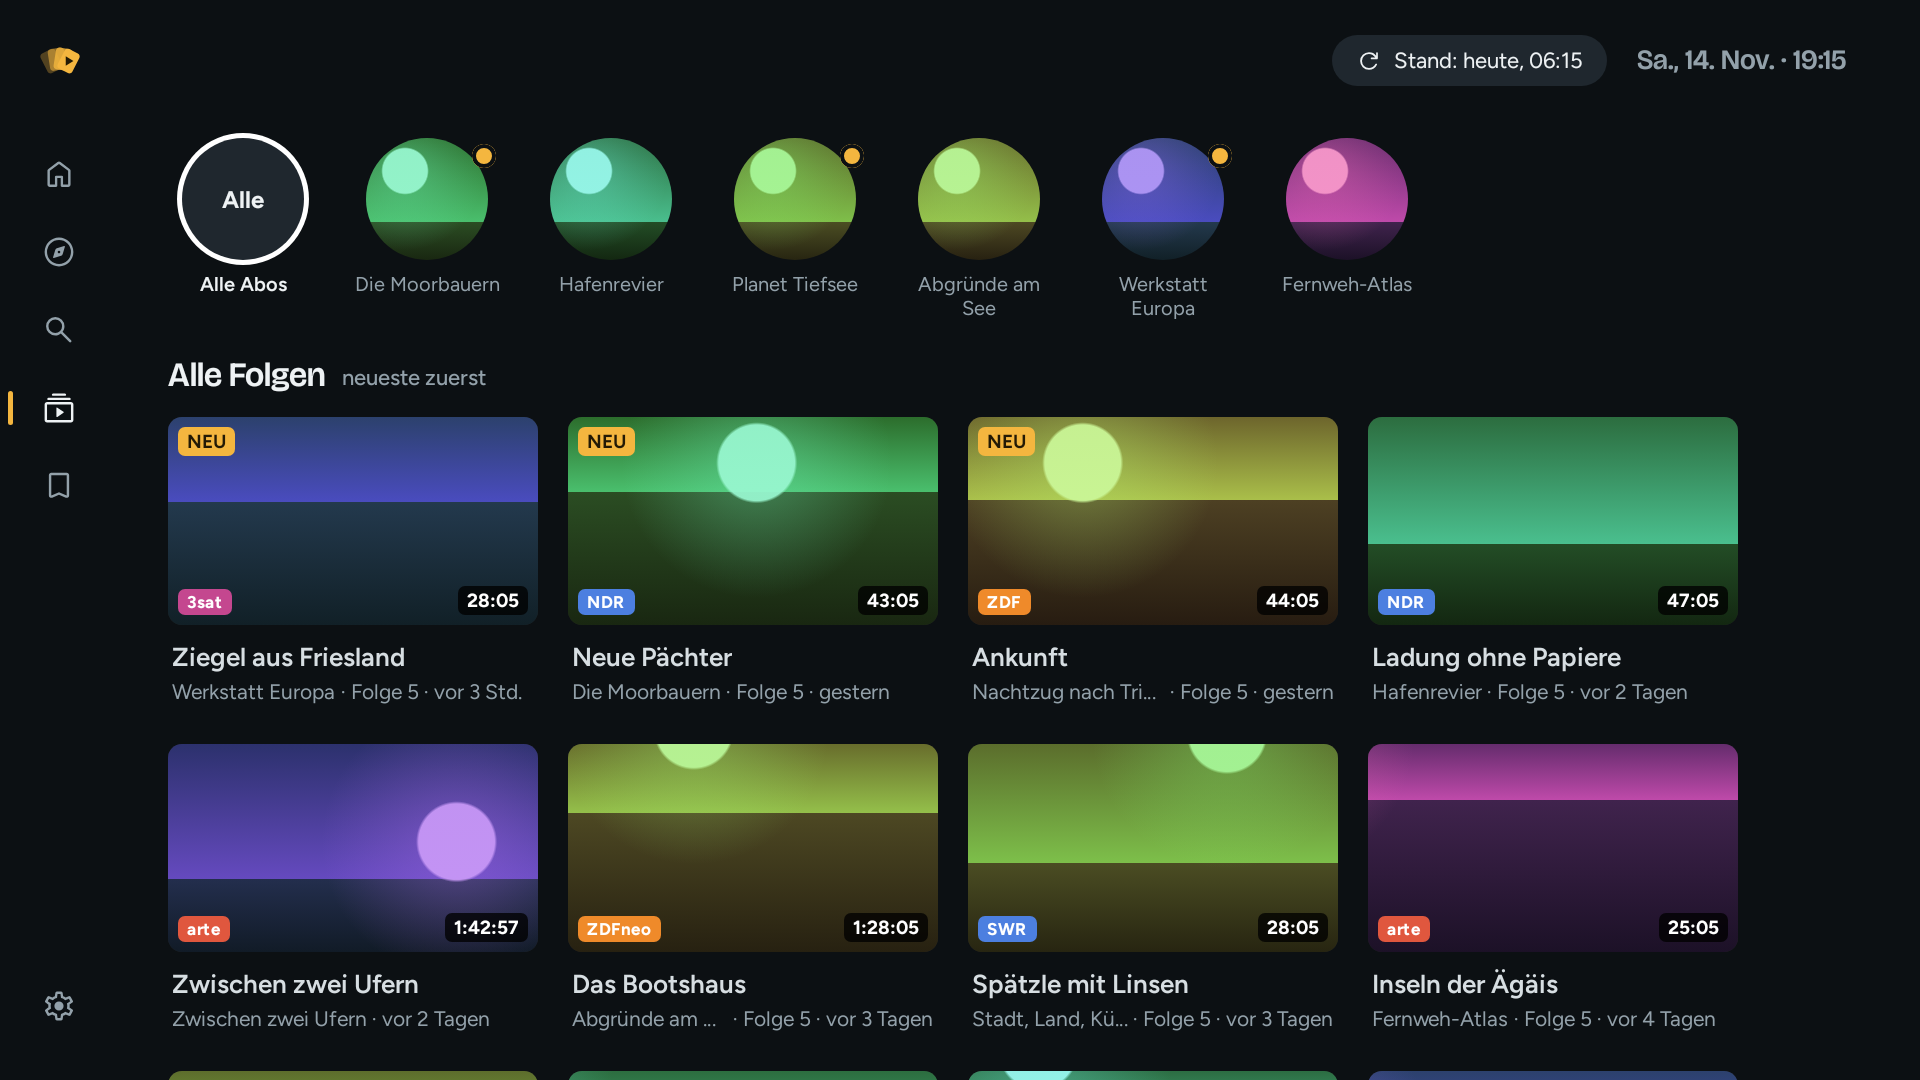 Stand: heute, 06:15
Sa., 14. Nov. · 19:15
Alle
Alle Abos
Die Moorbauern
Hafenrevier
Planet Tiefsee
Abgründe am
See
Werkstatt
Europa
Fernweh-Atlas
Alle Folgen neueste zuerst
NEU
3sat
28:05
Ziegel aus Friesland
Werkstatt Europa · Folge 5 · vor 3 Std.
NEU
NDR
43:05
Neue Pächter
Die Moorbauern · Folge 5 · gestern
NEU
ZDF
44:05
Ankunft
Nachtzug nach Tri... · Folge 5 · gestern
NDR
47:05
Ladung ohne Papiere
Hafenrevier · Folge 5 · vor 2 Tagen
arte
1:42:57
Zwischen zwei Ufern
Zwischen zwei Ufern · vor 2 Tagen
ZDFneo
1:28:05
Das Bootshaus
Abgründe am ... · Folge 5 · vor 3 Tagen
SWR
28:05
Spätzle mit Linsen
Stadt, Land, Kü... · Folge 5 · vor 3 Tagen
arte
25:05
Inseln der Ägäis
Fernweh-Atlas · Folge 5 · vor 4 Tagen